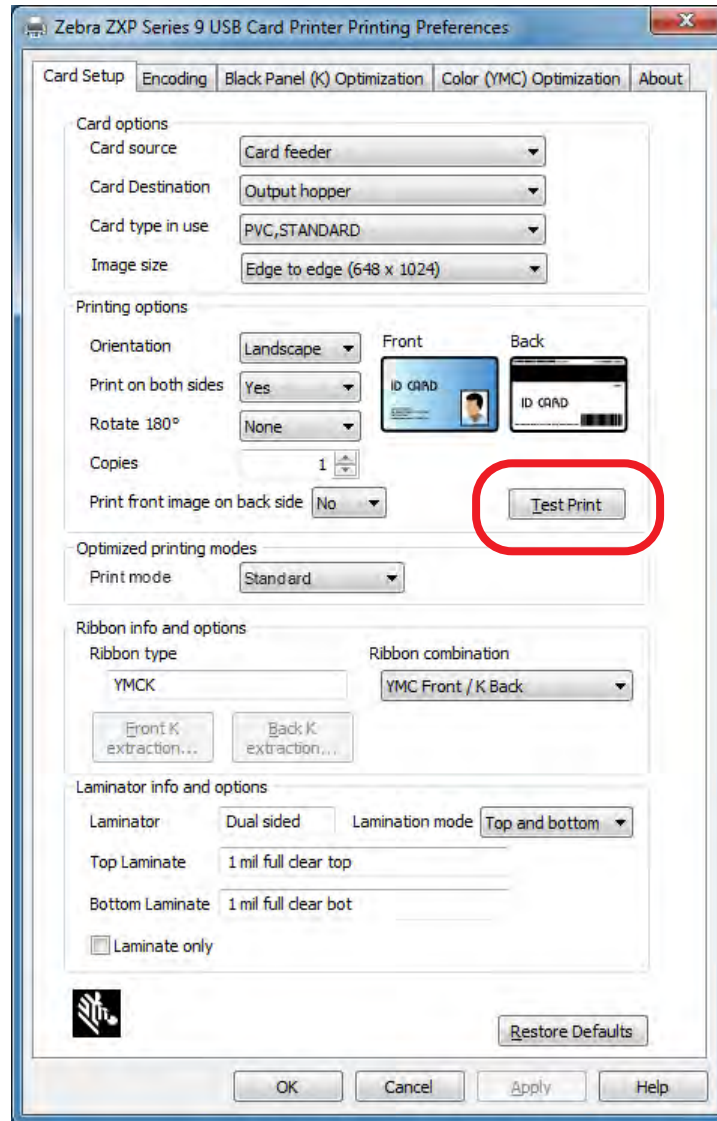 Zebra ZXP Series 9 USB Card Printer Printing Preferences
Card Setup Encoding Black Panel (K) Optimization Color (YMC) Optimization About
Card options
Card source Card feeder
Card Destination Output hopper
Card type in use PVC,STANDARD
Image size Edge to edge (648 x 1024)
Printing options
Orientation Landscape Front Back
Print on both sides Yes ID CARD ID CARD
Rotate 180° None
Copies 1
Print front image on back side No Test Print
Optimized printing modes
Print mode Standard
Ribbon info and options
Ribbon type Ribbon combination
YMCK YMC Front / K Back
Front K extraction... Back K extraction...
Laminator info and options
Laminator Dual sided Lamination mode Top and bottom
Top Laminate 1 mil full clear top
Bottom Laminate 1 mil full clear bot
Laminate only
Restore Defaults
OK Cancel Apply Help